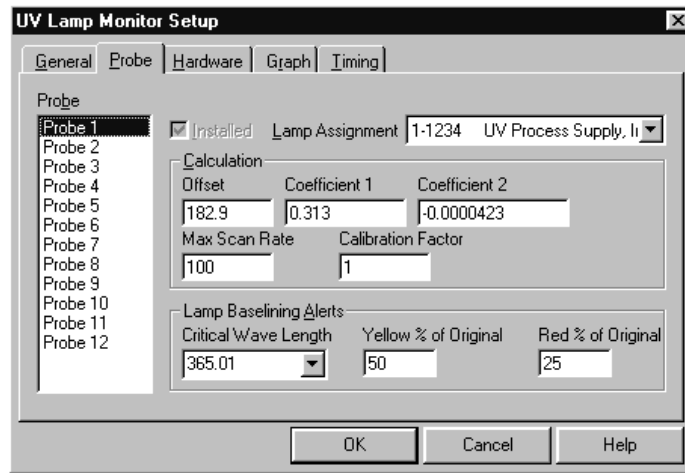 UV Lamp Monitor Setup
General Probe Hardware Graph Timing
Probe
Probe 1
Probe 2
Probe 3
Probe 4
Probe 5
Probe 6
Probe 7
Probe 8
Probe 9
Probe 10
Probe 11
Probe 12
Installed Lamp Assignment 1-1234 UV Process Supply,
Calculation
Offset Coefficient 1 Coefficient 2
182.9 0.313 -0.0000423
Max Scan Rate Calibration Factor
100 1
Lamp Baselining Alerts
Critical Wave Length Yellow % of Original Red % of Original
365.01 50 25
OK Cancel Help